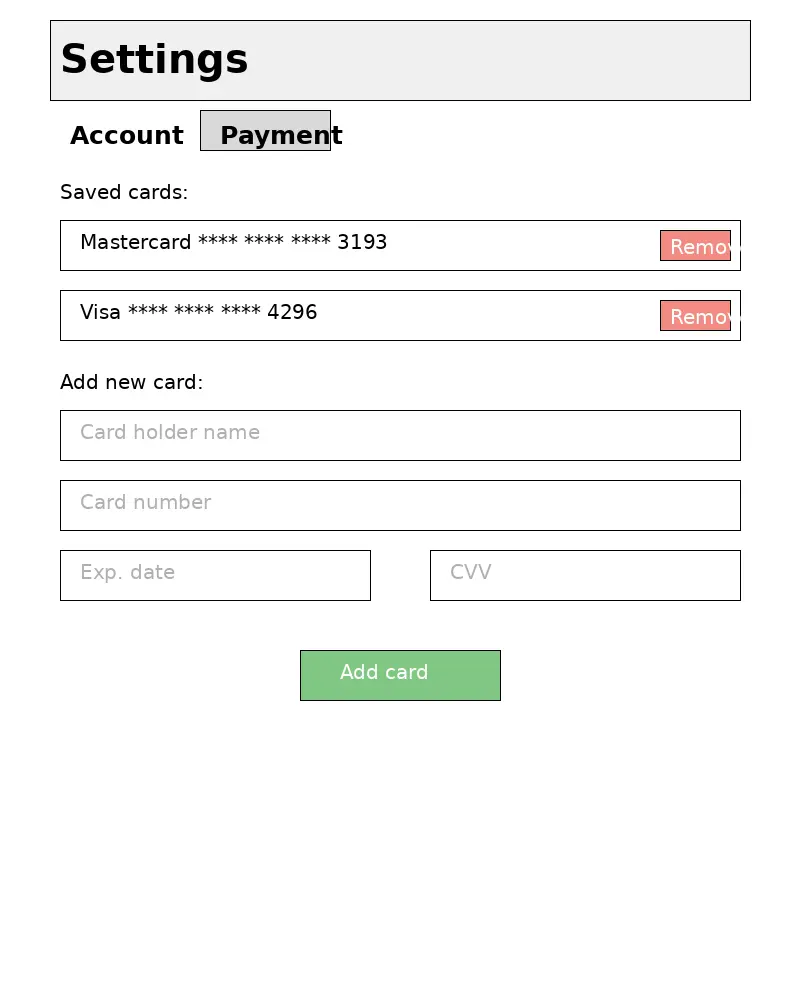 Settings
Account Payment
Saved cards:
Mastercard **** **** **** 3193 Remov
Visa **** **** **** 4296 Remov
Add new card:
Card holder name
Card number
Exp. date CVV
Add card